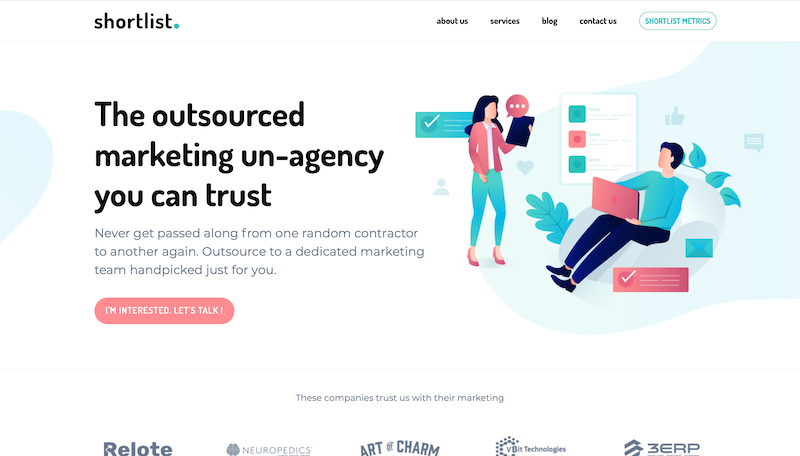 shortlist.
about us
services
blog
contact us
SHORTLIST METRICS
The outsourced
marketing un-agency
you can trust
Never get passed along from one random contractor
to another again. Outsource to a dedicated marketing
team handpicked just for you.
I'M INTERESTED. LET'S TALK !
These companies trust us with their marketing
Relote
NEUROPEDICS
ART of CHARM
VBit Technologies
3ERP